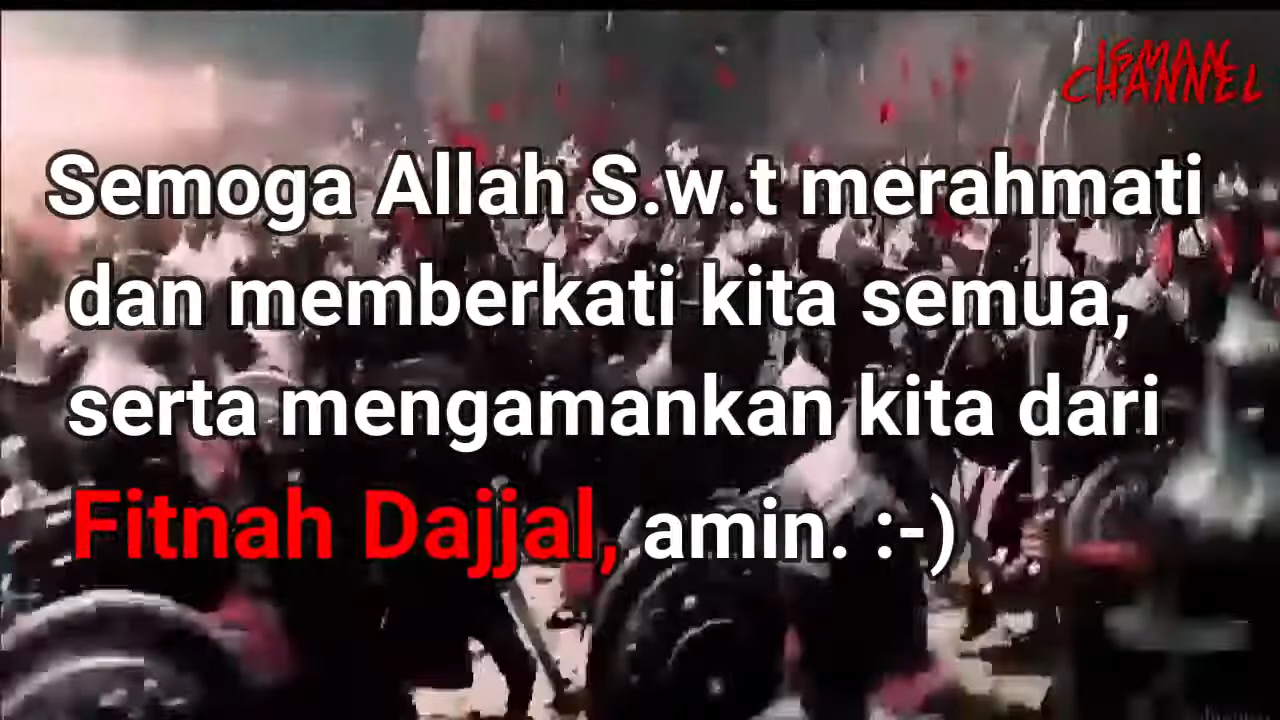 ISMAN
CHANNEL
Semoga Allah S.w.t merahmati
dan memberkati kita semua,
serta mengamankan kita dari
Fitnah Dajjal, amin. :-)